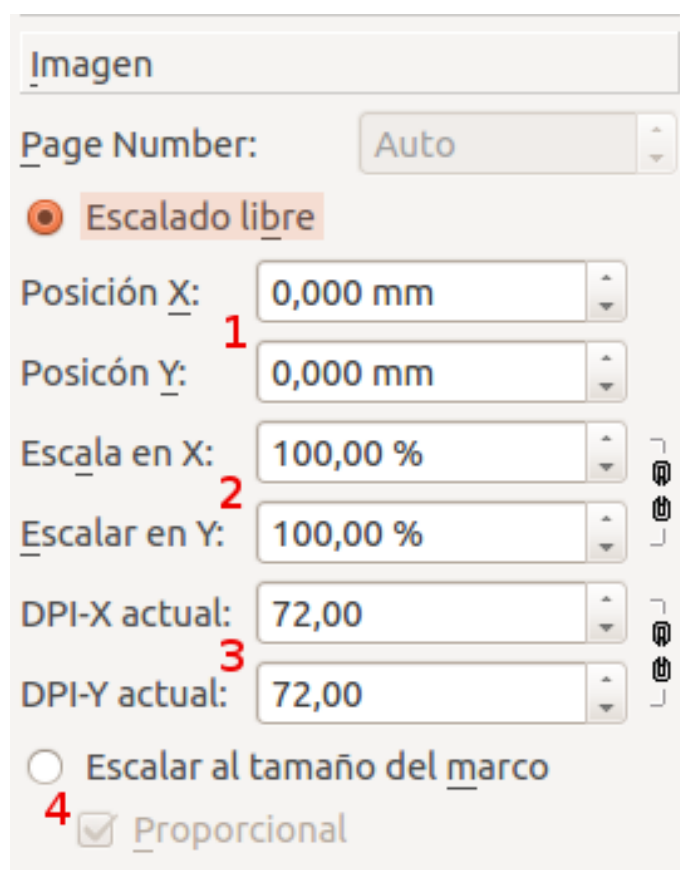 Imagen
Page Number: Auto
Escalado libre
Posición X: 0,000 mm
1
Posicón Y: 0,000 mm
Escala en X: 100,00 %
2
Escalar en Y: 100,00 %
DPI-X actual: 72,00
3
DPI-Y actual: 72,00
Escalar al tamaño del marco
4
Proporcional